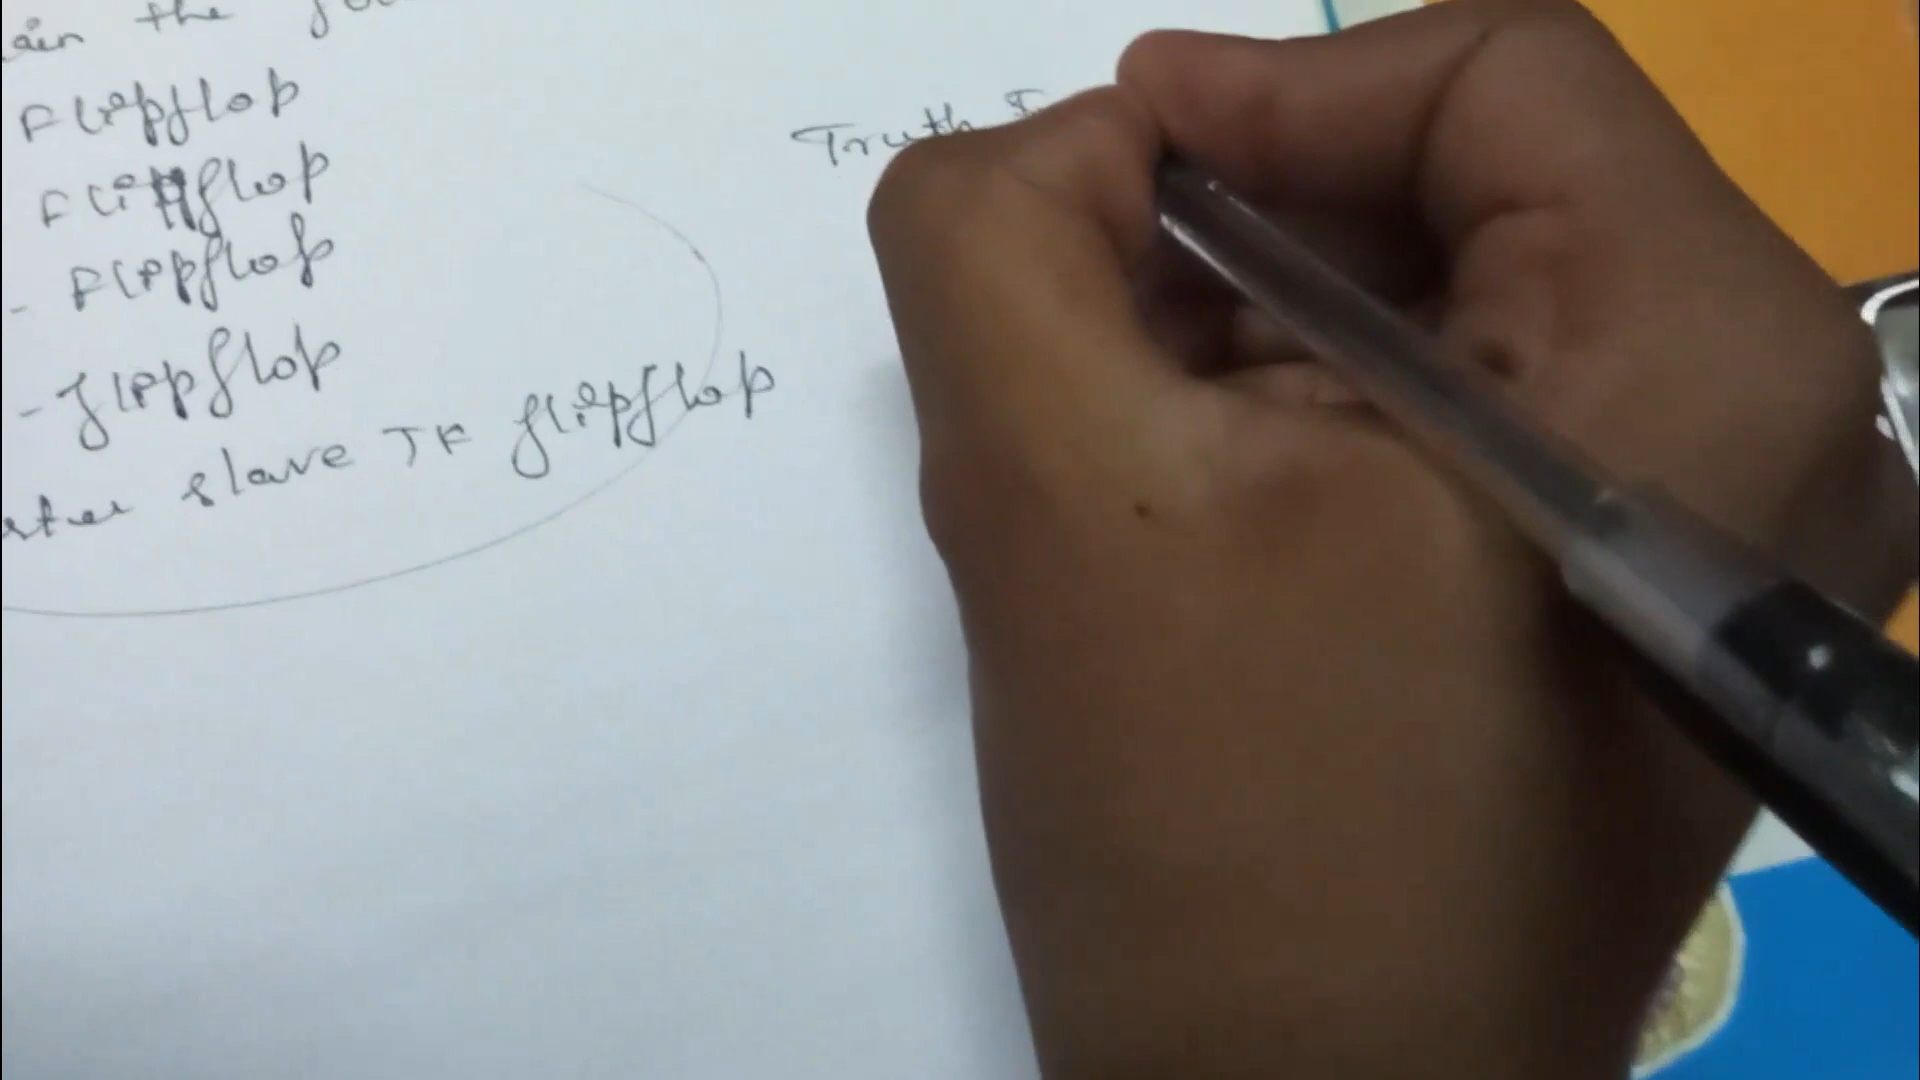 the
Flipflop
Flipflop
- Flipflop
- flipflop
slave JK flipflop
Truth